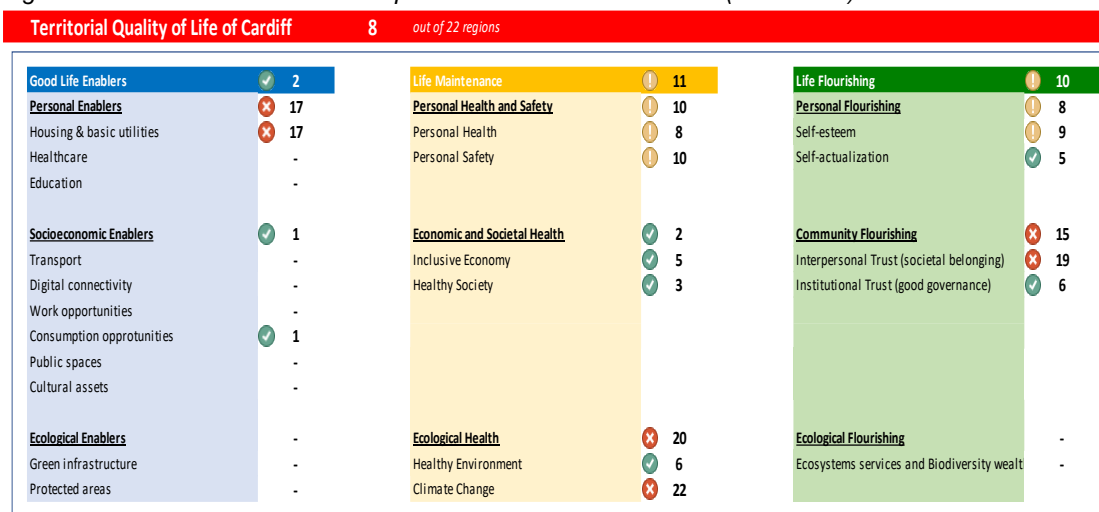 Territorial Quality of Life of Cardiff 8 out of 22 regions
Good Life Enablers 2
Personal Enablers 17
Housing & basic utilities 17
Healthcare -
Education -
Socioeconomic Enablers 1
Transport -
Digital connectivity -
Work opportunities -
Consumption opprotunities 1
Public spaces -
Cultural assets -
Ecological Enablers -
Green infrastructure -
Protected areas -
Life Maintenance 11
Personal Health and Safety 10
Personal Health 8
Personal Safety 10
Economic and Societal Health 2
Inclusive Economy 5
Healthy Society 3
Ecological Health 20
Healthy Environment 6
Climate Change 22
Life Flourishing 10
Personal Flourishing 8
Self-esteem 9
Self-actualization 5
Community Flourishing 15
Interpersonal Trust (societal belonging) 19
Institutional Trust (good governance) 6
Ecological Flourishing -
Ecosystems services and Biodiversity wealt -